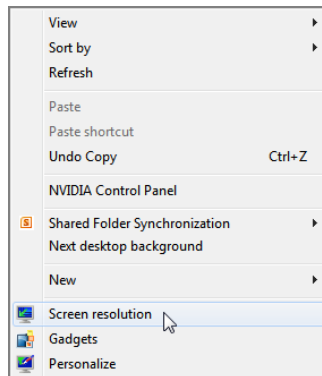 View
Sort by
Refresh
Paste
Paste shortcut
Undo Copy Ctrl+Z
NVIDIA Control Panel
S Shared Folder Synchronization
Next desktop background
New
Screen resolution
Gadgets
Personalize